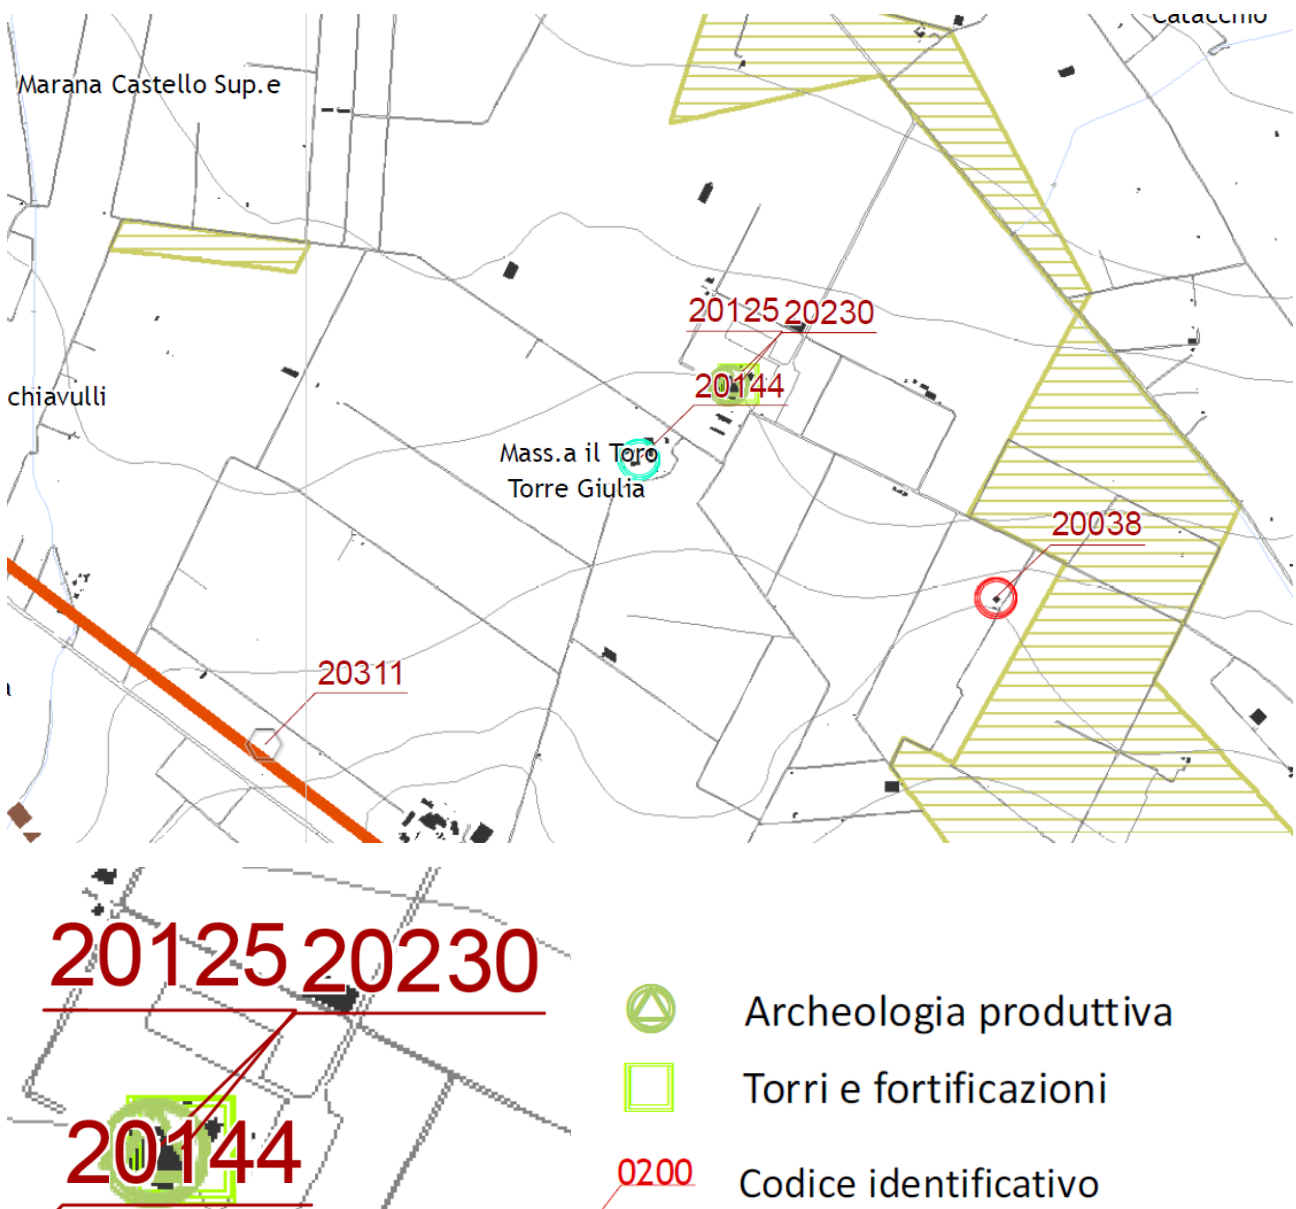 Catacchio
Marana Castello Sup.e
20125 20230
20144
chiavulli
Mass.a il Toro
Torre Giulia
20038
20311
20125 20230
20144
Archeologia produttiva
Torri e fortificazioni
0200 Codice identificativo